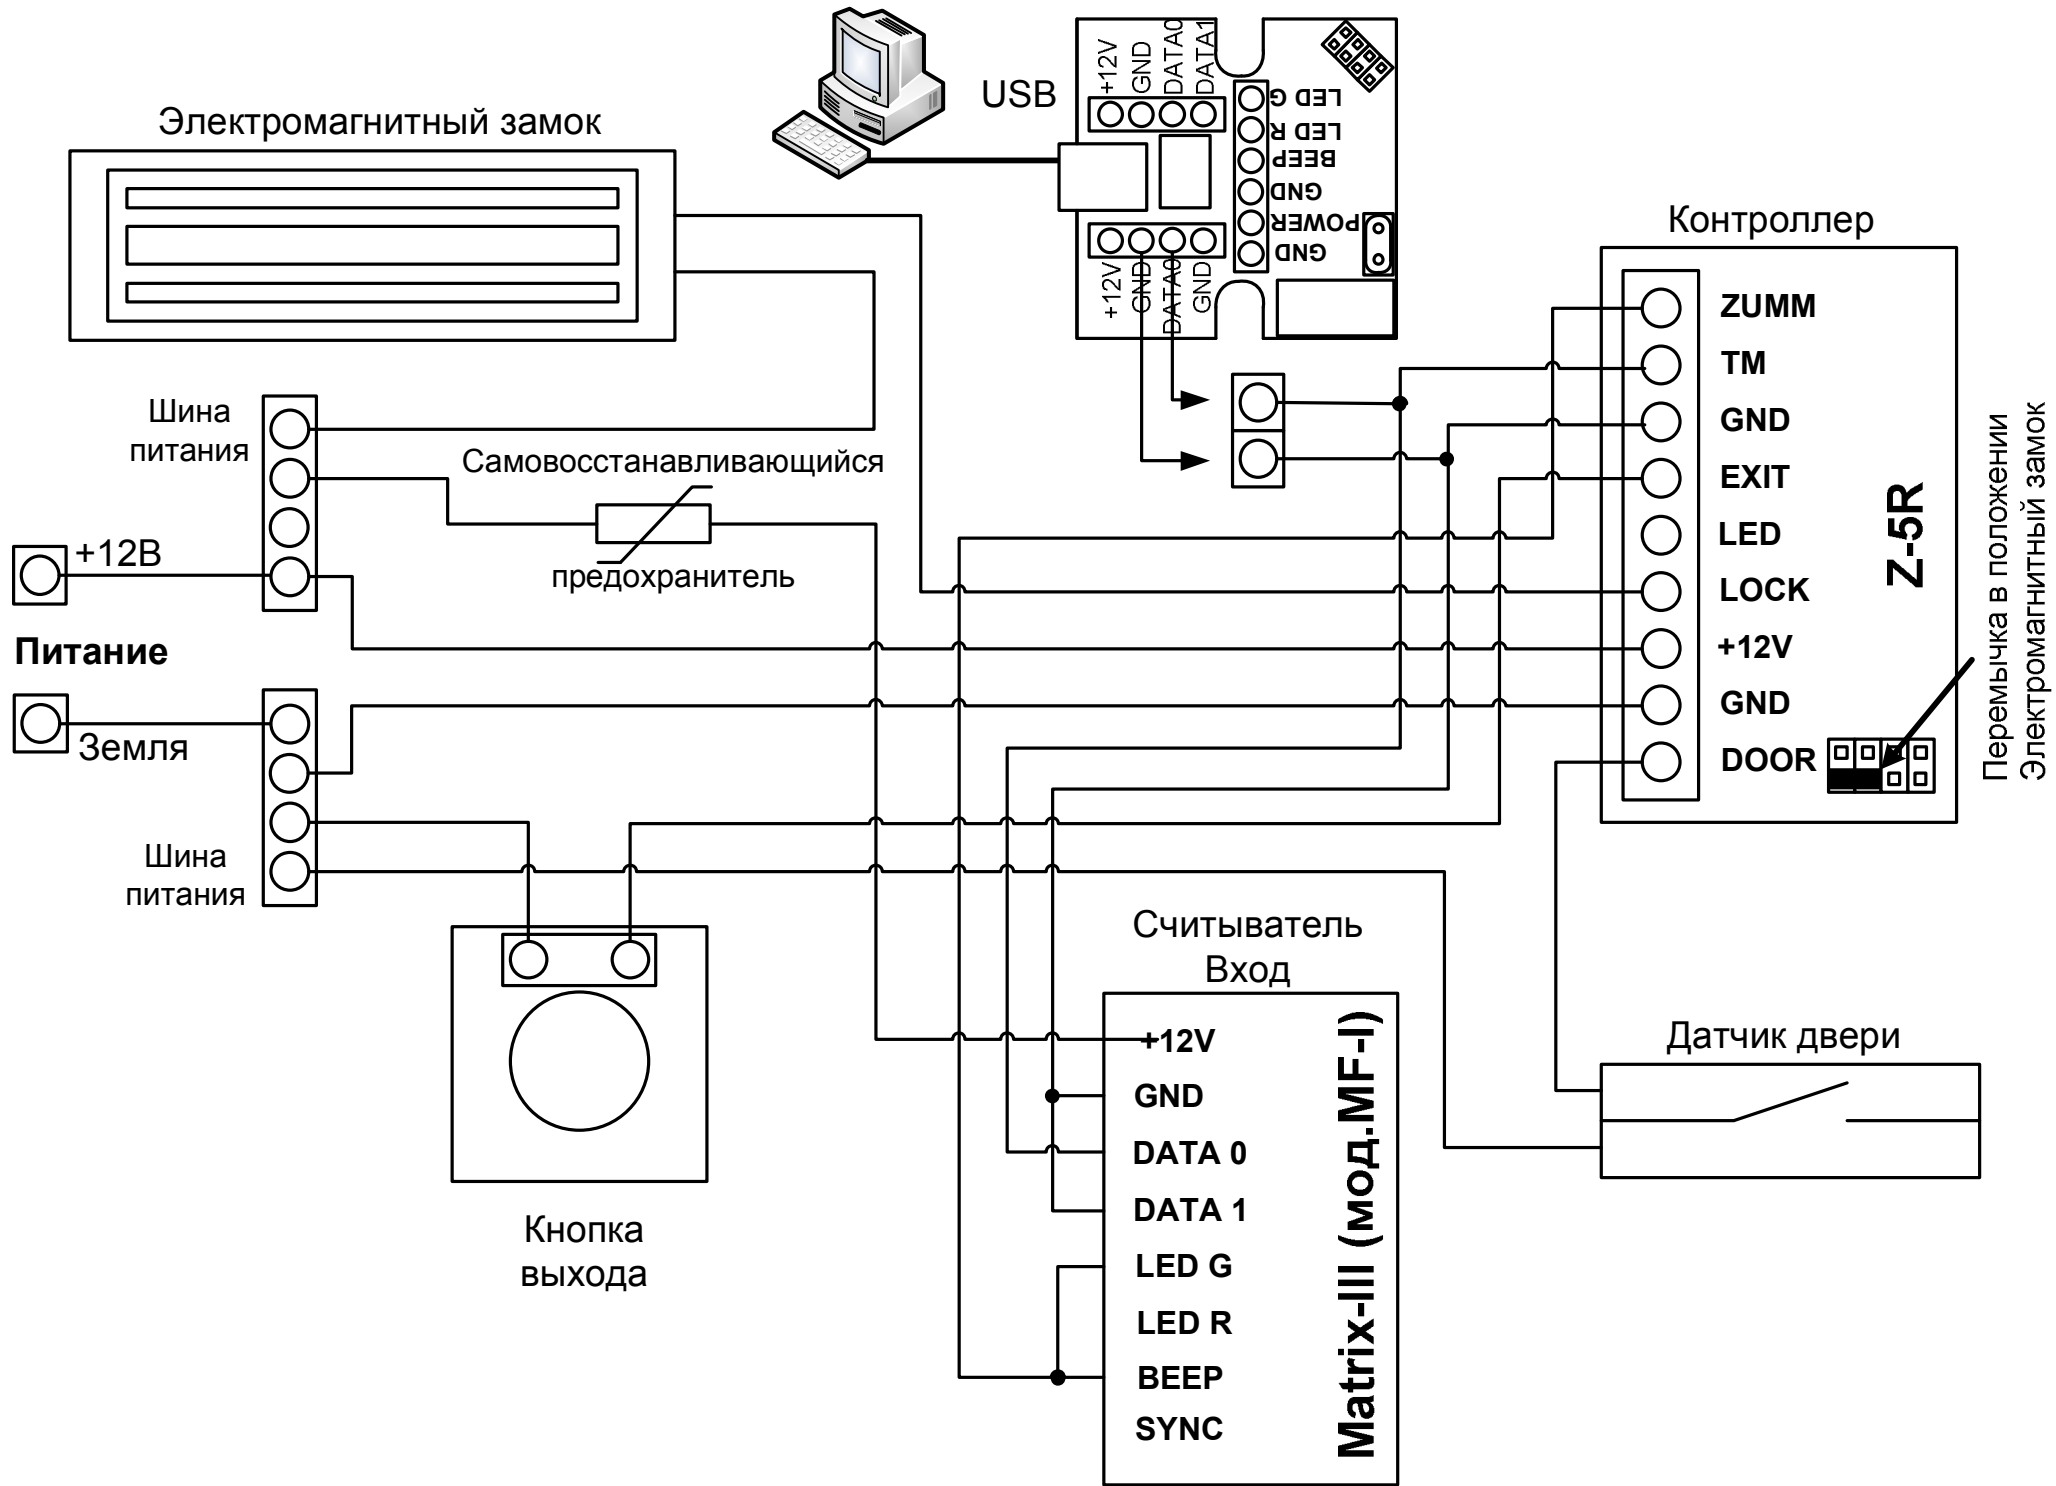 +12V
GND
DATA0
DATA1
USB
LED G
LED R
BEEP
GND
POWER
GND
+12V
GND
DATA0
GND
Электромагнитный замок
Контроллер
ZUMM
TM
GND
EXIT
LED
LOCK
+12V
GND
DOOR
Z-5R
Перемычка в положении
Электромагнитный замок
Шина
питания
Самовосстанавливающийся
предохранитель
+12В
Питание
Земля
Шина
питания
Кнопка
выхода
Считыватель
Вход
+12V
GND
DATA 0
DATA 1
LED G
LED R
BEEP
SYNC
Matrix-III (мод.MF-I)
Датчик двери